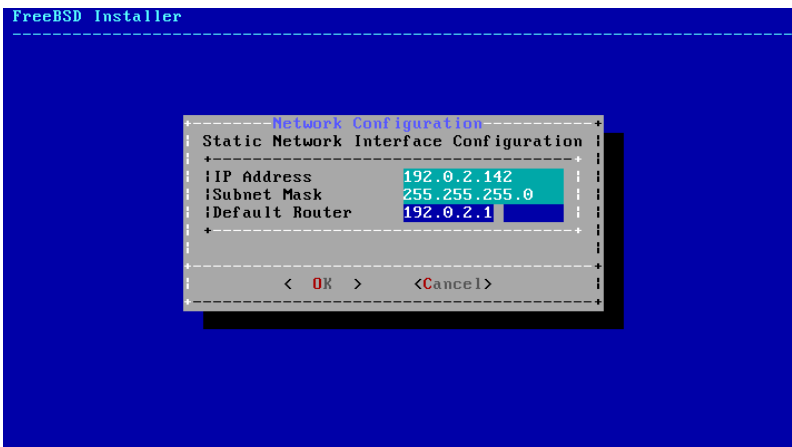 FreeBSD Installer
Network Configuration
Static Network Interface Configuration
IP Address 192.0.2.142
Subnet Mask 255.255.255.0
Default Router 192.0.2.1
< OK > <Cancel>